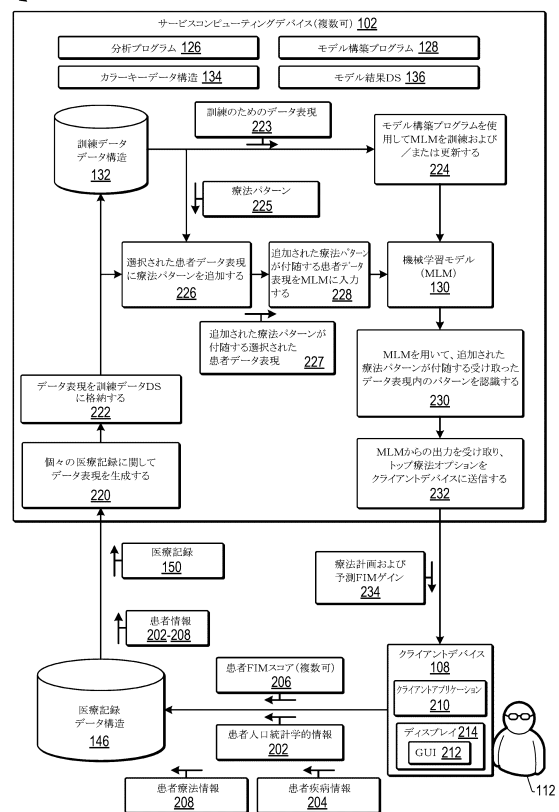 サービスコンピューティングデバイス(複数可) 102
分析プログラム 126
モデル構築プログラム 128
カラーキーデータ構造 134
モデル結果DS 136
訓練のためのデータ表現
223
訓練データ
データ構造
132
モデル構築プログラムを使
用してMLMを訓練および
/または更新する
224
療法パターン
225
選択された患者データ表現
に療法パターンを追加する
226
追加された療法パターン
が付随する患者データ
表現をMLMに入力
する 228
機械学習モデル
(MLM)
130
追加された療法パターンが
付随する選択された
患者データ表現 227
MLMを用いて、追加された
療法パターンが付随する受け取った
データ表現内のパターンを認識する
230
データ表現を訓練データDS
に格納する
222
個々の医療記録に関して
データ表現を生成する
220
MLMからの出力を受け取り、
トップ療法オプションを
クライアントデバイスに送信する
232
医療記録
150
療法計画および
予測FIMゲイン
234
患者情報
202-208
患者FIMスコア(複数可)
206
クライアントデバイス
108
クライアントアプリケーション
210
ディスプレイ 214
GUI 212
医療記録
データ構造
146
患者人口統計学的情報
202
112
患者療法情報
208
患者疾病情報
204